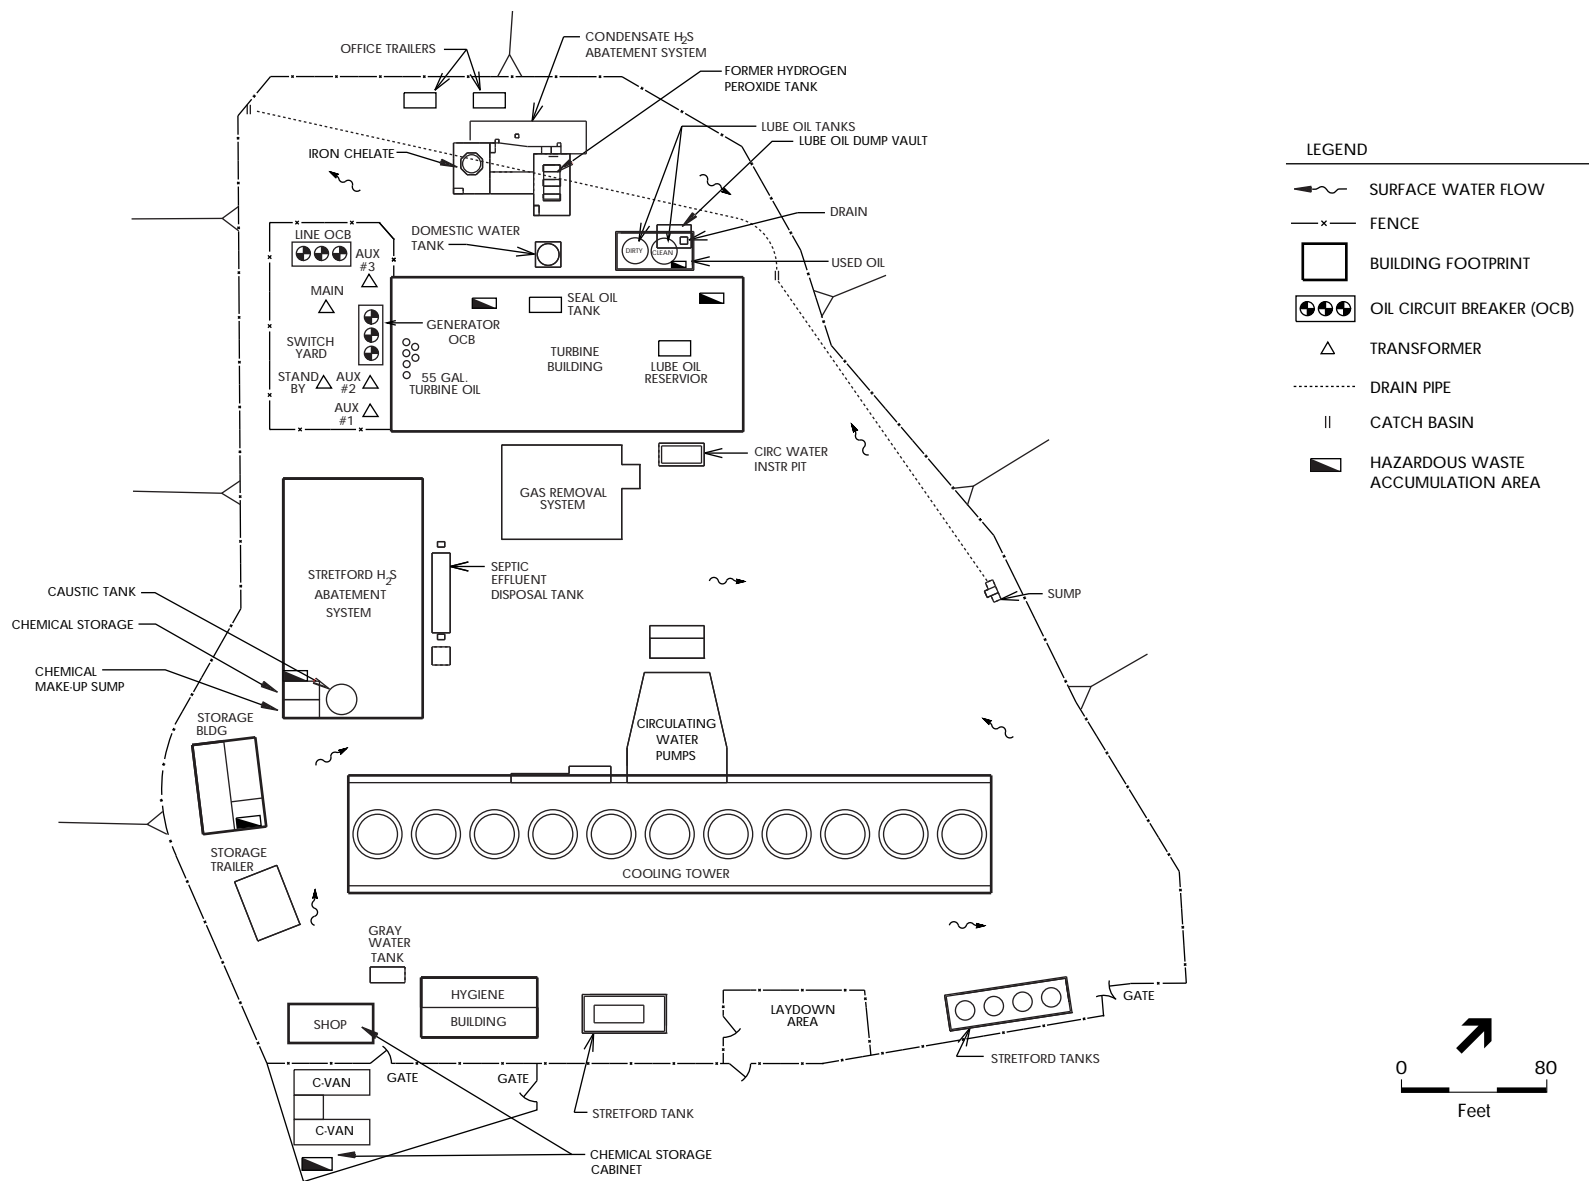 CONDENSATE H2S
ABATEMENT SYSTEM
OFFICE TRAILERS
FORMER HYDROGEN
PEROXIDE TANK
LUBE OIL TANKS
LUBE OIL DUMP VAULT
IRON CHELATE
DRAIN
DOMESTIC WATER
TANK
DIRTY
CLEAN
USED OIL
LINE OCB
AUX
#3
MAIN
SWITCH
YARD
STAND
BY
AUX
#2
AUX
#1
GENERATOR
OCB
SEAL OIL
TANK
TURBINE
BUILDING
LUBE OIL
RESERVIOR
55 GAL.
TURBINE OIL
CIRC WATER
INSTR PIT
GAS REMOVAL
SYSTEM
STRETFORD H2S
ABATEMENT
SYSTEM
SEPTIC
EFFLUENT
DISPOSAL TANK
CAUSTIC TANK
CHEMICAL STORAGE
CHEMICAL
MAKE-UP SUMP
SUMP
STORAGE
BLDG
CIRCULATING
WATER
PUMPS
STORAGE
TRAILER
COOLING TOWER
GRAY
WATER
TANK
HYGIENE
BUILDING
SHOP
LAYDOWN
AREA
GATE
STRETFORD TANKS
GATE
GATE
C-VAN
C-VAN
STRETFORD TANK
CHEMICAL STORAGE
CABINET
LEGEND
SURFACE WATER FLOW
FENCE
BUILDING FOOTPRINT
OIL CIRCUIT BREAKER (OCB)
TRANSFORMER
DRAIN PIPE
CATCH BASIN
HAZARDOUS WASTE
ACCUMULATION AREA
0 80
Feet